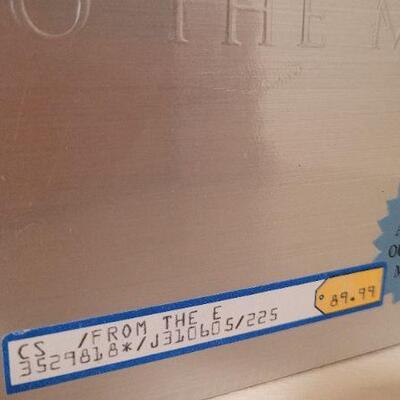 O THE M
CS /FROM THE E
3529818*/J310605/225
89.99